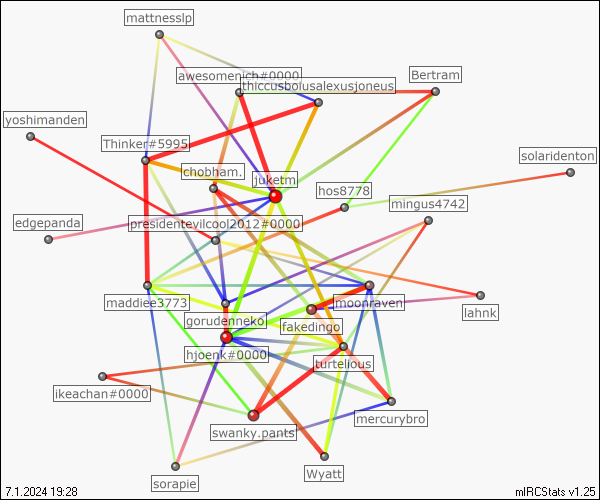 mattnesslp
awesomenich#0000
thiccusbolusalexusjoneus
Bertram
yoshimanden
Thinker#5995
chobham.
juketm
solaridenton
hos8778
mingus4742
edgepanda
presidentevilcool2012#0000
maddiee3773
moonraven
lahnk
gorudenneko
fakedingo
hjoenk#0000
turtelious
ikeachan#0000
mercurybro
swanky.pants
Wyatt
sorapie
7.1.2024 19:28
mIRCStats v1.25